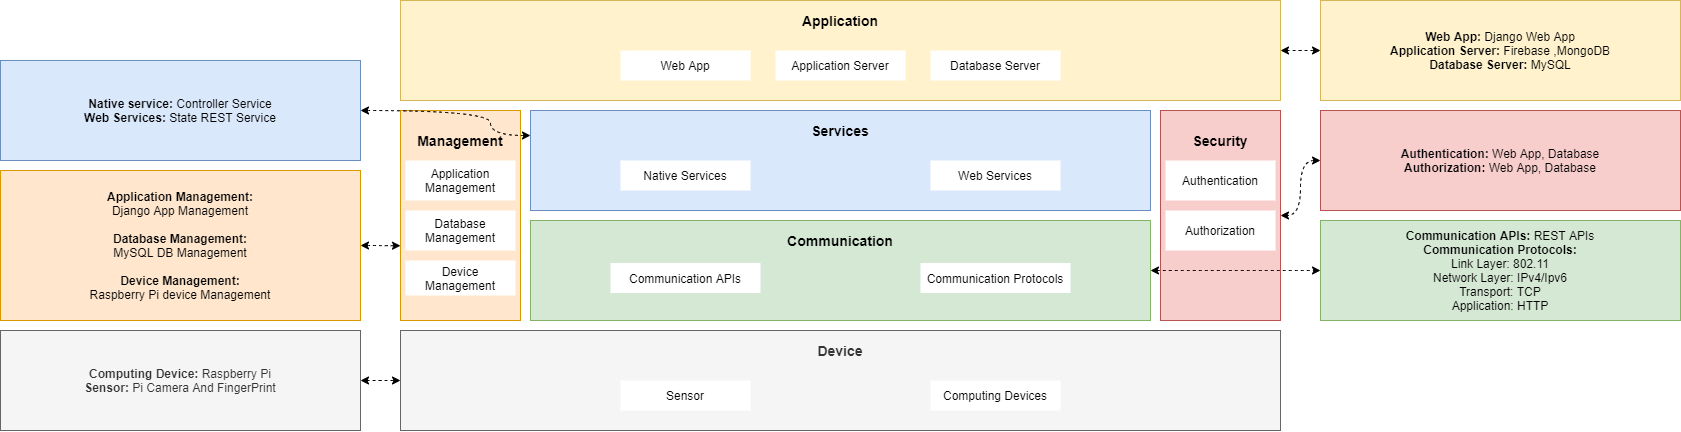 Application
Web App
Application Server
Database Server
Web App: Django Web App
Application Server: Firebase ,MongoDB
Database Server: MySQL
Native service: Controller Service
Web Services: State REST Service
Management
Application
Management
Database
Management
Device
Management
Services
Native Services
Web Services
Security
Authentication
Authorization
Authentication: Web App, Database
Authorization: Web App, Database
Application Management:
Django App Management
Database Management:
MySQL DB Management
Device Management:
Raspberry Pi device Management
Communication
Communication APIs
Communication Protocols
Communication APIs: REST APIs
Communication Protocols:
Link Layer: 802.11
Network Layer: IPv4/Ipv6
Transport: TCP
Application: HTTP
Computing Device: Raspberry Pi
Sensor: Pi Camera And FingerPrint
Device
Sensor
Computing Devices